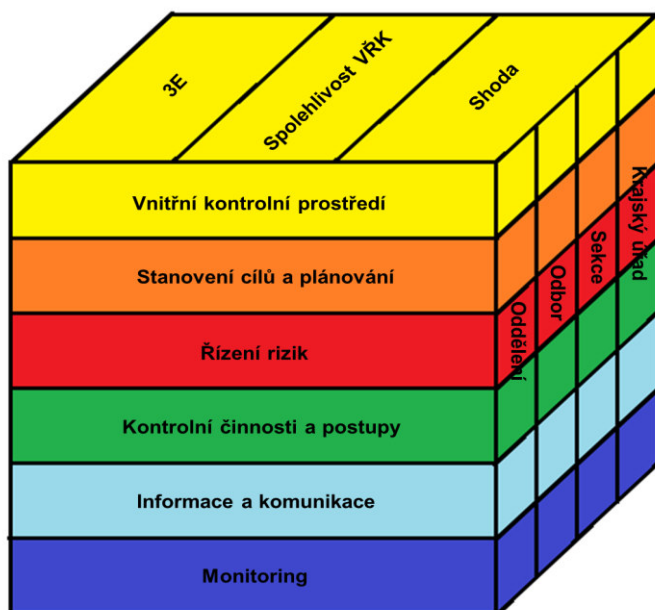 3E
Spolehlivost VŘK
Shoda
Vnitřní kontrolní prostředí
Stanovení cílů a plánování
Řízení rizik
Kontrolní činnosti a postupy
Informace a komunikace
Monitoring
Oddělení
Odbor
Sekce
Krajský úřad